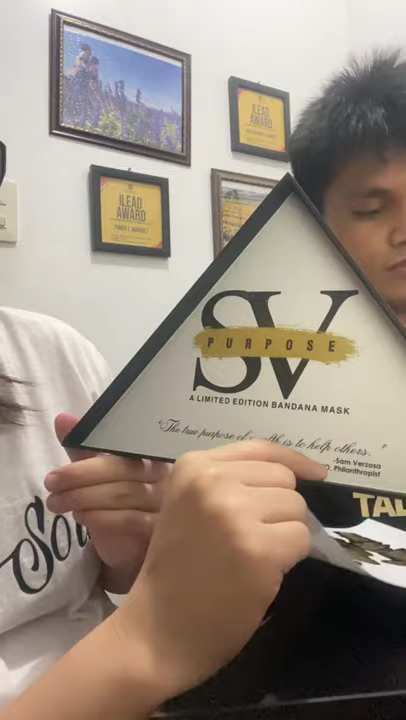 ILEAD
AWARD
ILEAD
AWARD
SV
PURPOSE
A LIMITED EDITION BANDANA MASK
"The true purpose of is to help others."
-Sam Verzosa
Philanthropist
TAL
Sou